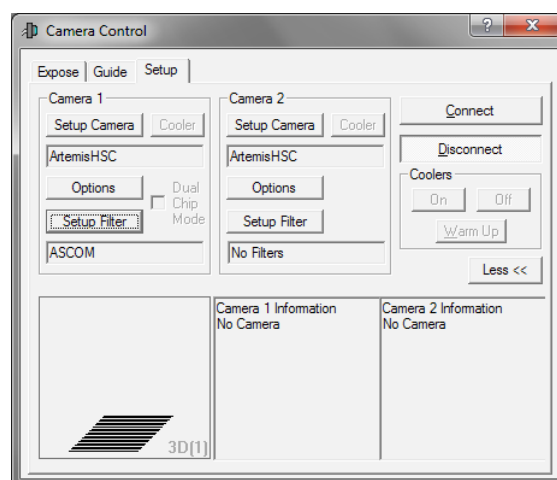 Camera Control
Expose Guide Setup
Camera 1
Setup Camera Cooler
ArtemisHSC
Options
Dual Chip Mode
Setup Filter
ASCOM
Camera 2
Setup Camera Cooler
ArtemisHSC
Options
Setup Filter
No Filters
Connect
Disconnect
Coolers
On Off
Warm Up
Less <<
3D(1)
Camera 1 Information
No Camera
Camera 2 Information
No Camera